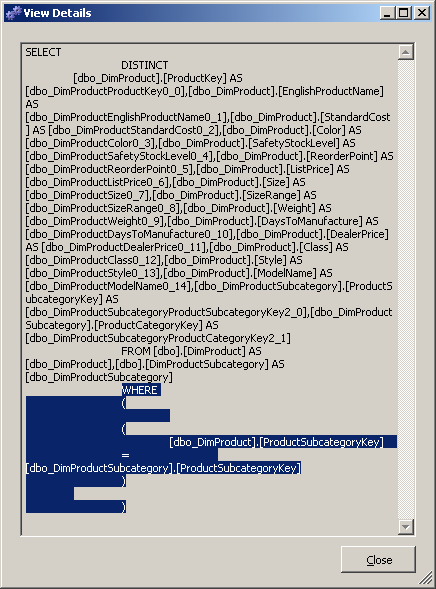 View Details
SELECT
DISTINCT
[dbo_DimProduct].[ProductKey] AS
[dbo_DimProductProductKey0_0],[dbo_DimProduct].[EnglishProductName]
AS
[dbo_DimProductEnglishProductName0_1],[dbo_DimProduct].[StandardCost
] AS [dbo_DimProductStandardCost0_2],[dbo_DimProduct].[Color] AS
[dbo_DimProductColor0_3],[dbo_DimProduct].[SafetyStockLevel] AS
[dbo_DimProductSafetyStockLevel0_4],[dbo_DimProduct].[ReorderPoint] AS
[dbo_DimProductReorderPoint0_5],[dbo_DimProduct].[ListPrice] AS
[dbo_DimProductListPrice0_6],[dbo_DimProduct].[Size] AS
[dbo_DimProductSize0_7],[dbo_DimProduct].[SizeRange] AS
[dbo_DimProductSizeRange0_8],[dbo_DimProduct].[Weight] AS
[dbo_DimProductWeight0_9],[dbo_DimProduct].[DaysToManufacture] AS
[dbo_DimProductDaysToManufacture0_10],[dbo_DimProduct].[DealerPrice]
AS [dbo_DimProductDealerPrice0_11],[dbo_DimProduct].[Class] AS
[dbo_DimProductClass0_12],[dbo_DimProduct].[Style] AS
[dbo_DimProductStyle0_13],[dbo_DimProduct].[ModelName] AS
[dbo_DimProductModelName0_14],[dbo_DimProductSubcategory].[ProductS
ubcategoryKey] AS
[dbo_DimProductSubcategoryProductSubcategoryKey2_0],[dbo_DimProduct
Subcategory].[ProductCategoryKey] AS
[dbo_DimProductSubcategoryProductCategoryKey2_1]
FROM [dbo].[DimProduct] AS
[dbo_DimProduct],[dbo].[DimProductSubcategory] AS
[dbo_DimProductSubcategory]
WHERE
(
(
[dbo_DimProduct].[ProductSubcategoryKey]
=
[dbo_DimProductSubcategory].[ProductSubcategoryKey]
)
)
Close